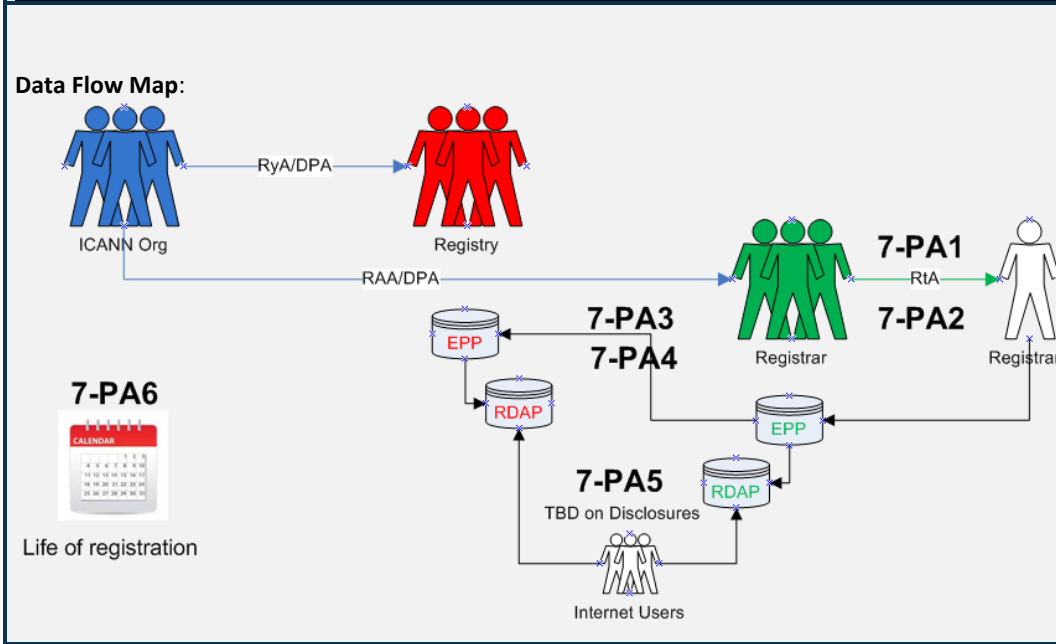 Data Flow Map:
RyA/DPA
ICANN Org
Registry
7-PA1
RAA/DPA
RtA
7-PA3
7-PA2
EPP
7-PA4
Registrar
Registrar
7-PA6
RDAP
EPP
CALENDAR
7-PA5
RDAP
TBD on Disclosures
Life of registration
Internet Users